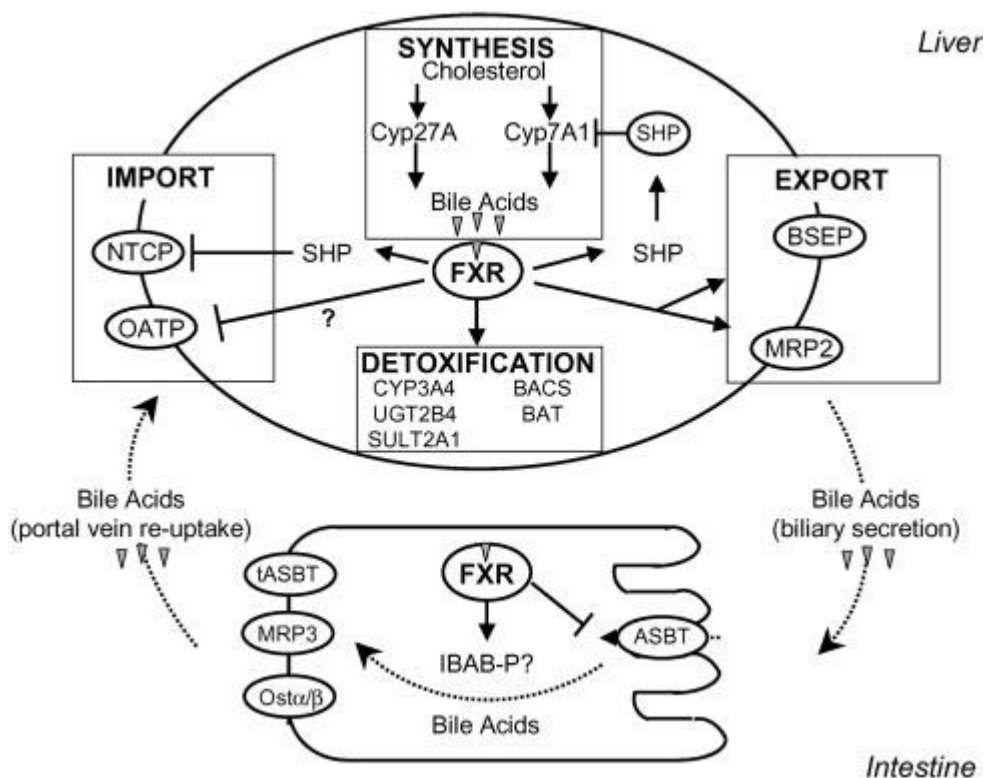 Liver
SYNTHESIS
Cholesterol
Cyp27A
Cyp7A1
SHP
Bile Acids
IMPORT
NTCP
OATP
SHP
FXR
SHP
?
EXPORT
BSEP
MRP2
DETOXIFICATION
CYP3A4 BACS
UGT2B4 BAT
SULT2A1
Bile Acids
(portal vein re-uptake)
Bile Acids
(biliary secretion)
tASBT
MRP3
Ostα/β
FXR
IBAB-P?
ASBT
Bile Acids
Intestine